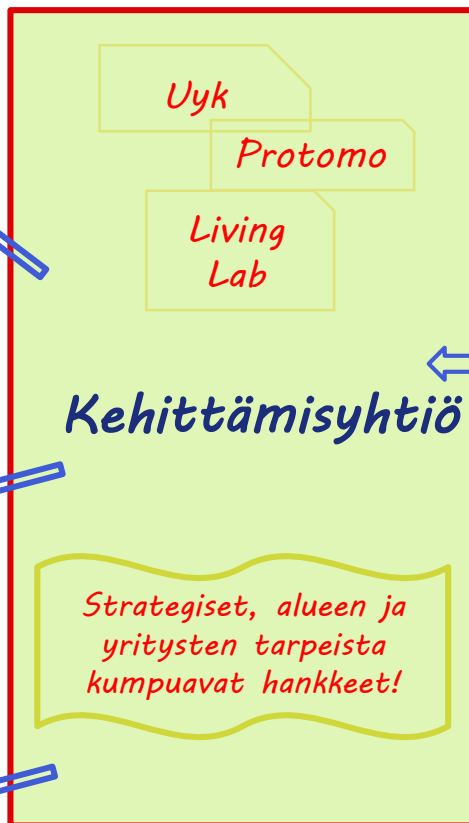 Uyk
Protomo
Living
Lab
Kehittämisyhtiö
Strategiset, alueen ja
yritysten tarpeista
kumpuavat hankkeet!